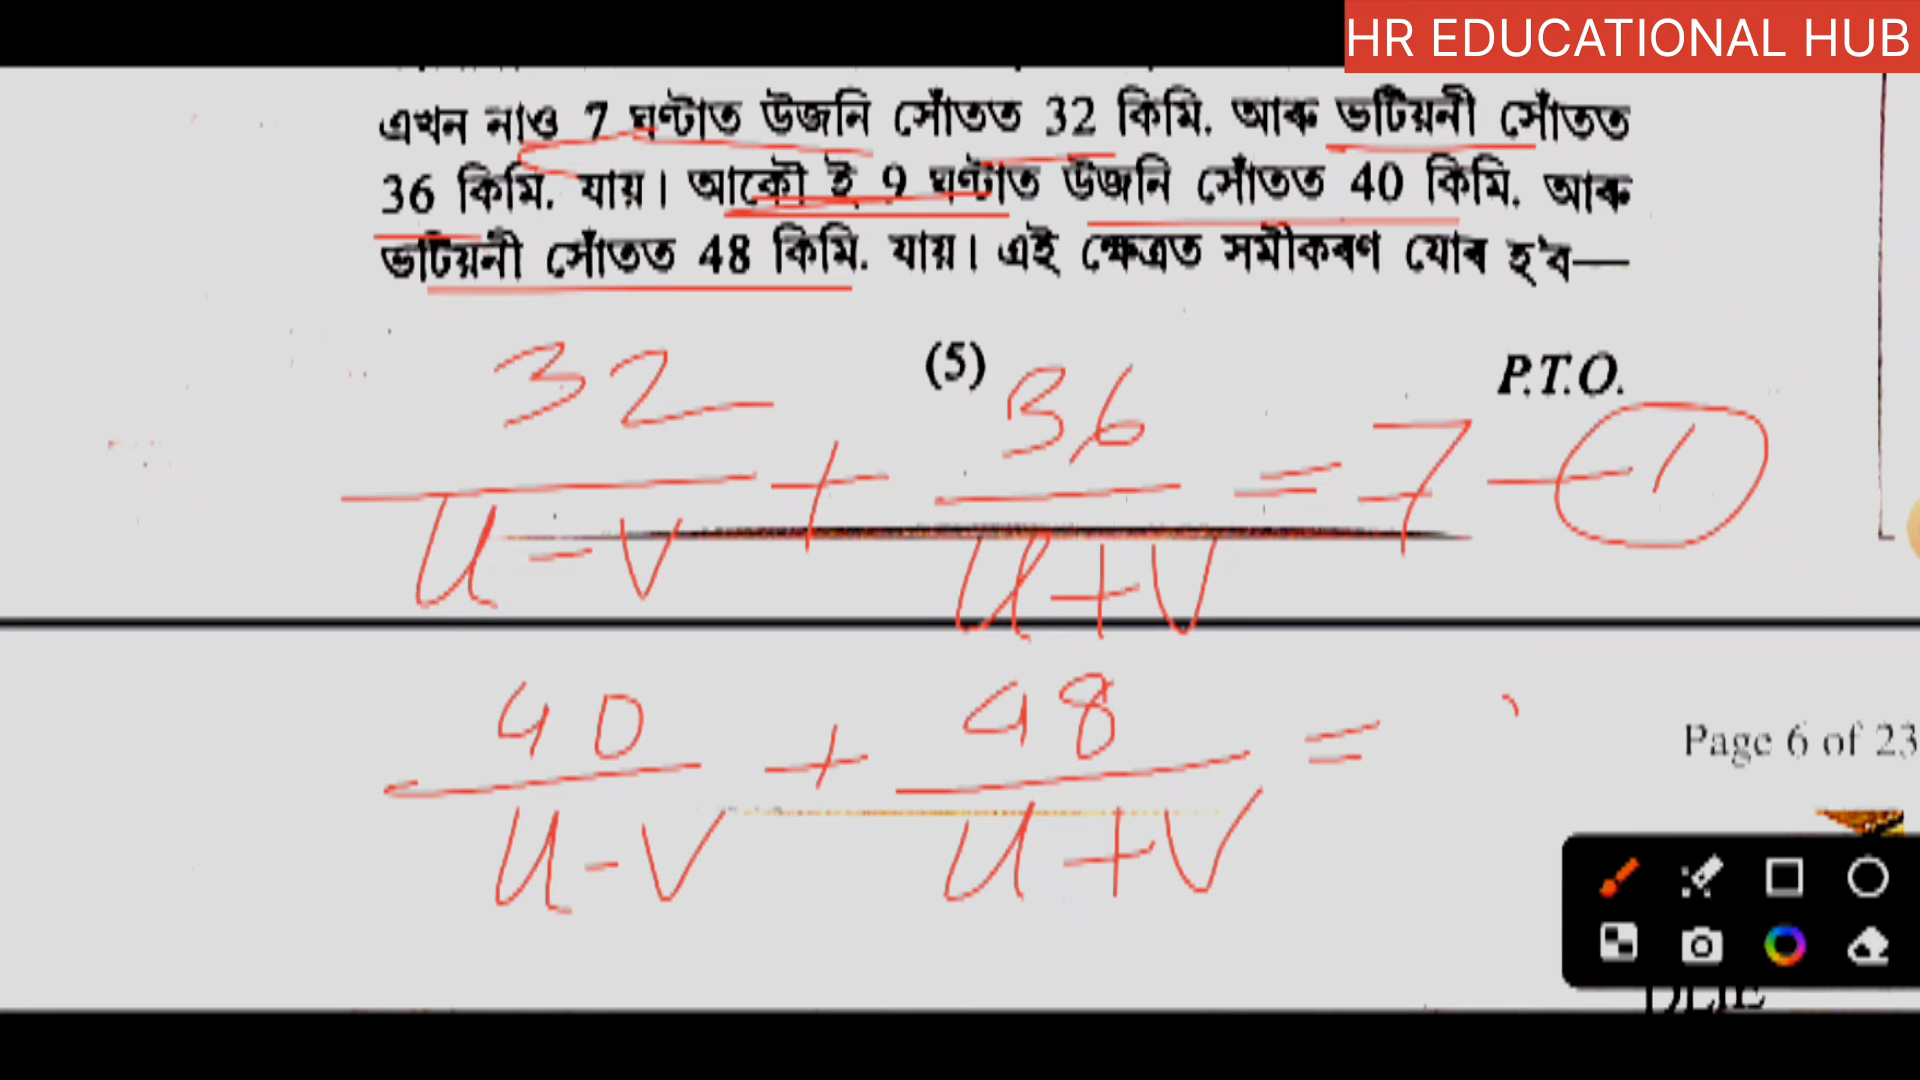 HR EDUCATIONAL HUB
এখন নাও 7 ঘণ্টাত উজনি সোঁতত 32 কিমি. আৰু ভটিয়নী সোঁতত
36 কিমি. যায়। আকৌ ই 9 ঘণ্টাত উজনি সোঁতত 40 কিমি. আৰু
ভটিয়নী সোঁতত 48 কিমি. যায়। এই ক্ষেত্ৰত সমীকৰণ যোৰ হ'ব—
(5) P.T.O.
32 / u-v + 36 / u+v = 7 — 1
40 / u-v + 48 / u+v =
Page 6 of 23